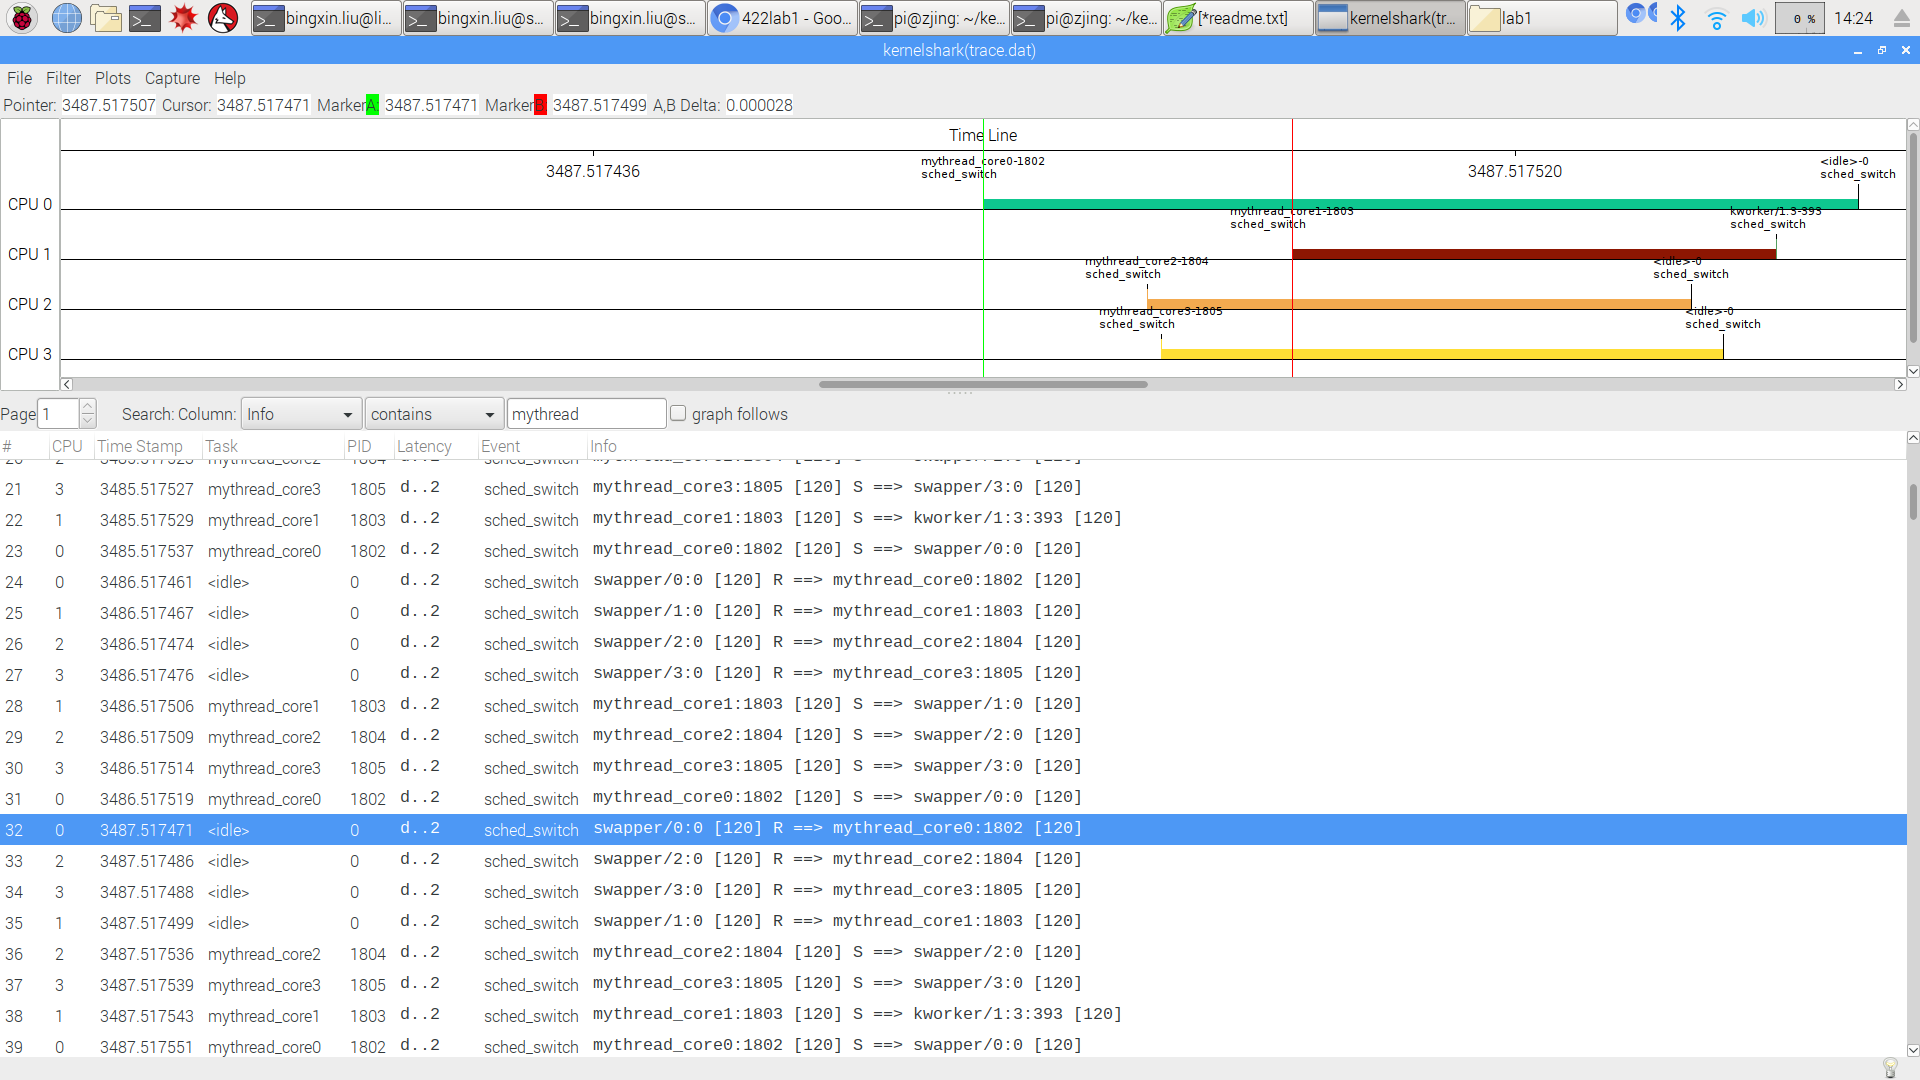 bingxin.liu@li... bingxin.liu@s... bingxin.liu@s... 422lab1 - Goo... pi@zjing: ~/ke... pi@zjing: ~/ke... [*readme.txt] kernelshark(tr... lab1 0 % 14:24
kernelshark(trace.dat)
File Filter Plots Capture Help
Pointer: 3487.517507 Cursor: 3487.517471 Marker A: 3487.517471 Marker B: 3487.517499 A,B Delta: 0.000028
Time Line
3487.517436 3487.517520
mythread_core0-1802 <idle>-0
sched_switch sched_switch
CPU 0
mythread_core1-1803 kworker/1:3-393
sched_switch sched_switch
CPU 1
mythread_core2-1804 <idle>-0
sched_switch sched_switch
CPU 2
mythread_core3-1805 <idle>-0
sched_switch sched_switch
CPU 3
Page 1 Search: Column: Info contains mythread graph follows
# CPU Time Stamp Task PID Latency Event Info
21 3 3485.517527 mythread_core3 1805 d..2 sched_switch mythread_core3:1805 [120] S ==> swapper/3:0 [120]
22 1 3485.517529 mythread_core1 1803 d..2 sched_switch mythread_core1:1803 [120] S ==> kworker/1:3:393 [120]
23 0 3485.517537 mythread_core0 1802 d..2 sched_switch mythread_core0:1802 [120] S ==> swapper/0:0 [120]
24 0 3486.517461 <idle> 0 d..2 sched_switch swapper/0:0 [120] R ==> mythread_core0:1802 [120]
25 1 3486.517467 <idle> 0 d..2 sched_switch swapper/1:0 [120] R ==> mythread_core1:1803 [120]
26 2 3486.517474 <idle> 0 d..2 sched_switch swapper/2:0 [120] R ==> mythread_core2:1804 [120]
27 3 3486.517476 <idle> 0 d..2 sched_switch swapper/3:0 [120] R ==> mythread_core3:1805 [120]
28 1 3486.517506 mythread_core1 1803 d..2 sched_switch mythread_core1:1803 [120] S ==> swapper/1:0 [120]
29 2 3486.517509 mythread_core2 1804 d..2 sched_switch mythread_core2:1804 [120] S ==> swapper/2:0 [120]
30 3 3486.517514 mythread_core3 1805 d..2 sched_switch mythread_core3:1805 [120] S ==> swapper/3:0 [120]
31 0 3486.517519 mythread_core0 1802 d..2 sched_switch mythread_core0:1802 [120] S ==> swapper/0:0 [120]
32 0 3487.517471 <idle> 0 d..2 sched_switch swapper/0:0 [120] R ==> mythread_core0:1802 [120]
33 2 3487.517486 <idle> 0 d..2 sched_switch swapper/2:0 [120] R ==> mythread_core2:1804 [120]
34 3 3487.517488 <idle> 0 d..2 sched_switch swapper/3:0 [120] R ==> mythread_core3:1805 [120]
35 1 3487.517499 <idle> 0 d..2 sched_switch swapper/1:0 [120] R ==> mythread_core1:1803 [120]
36 2 3487.517536 mythread_core2 1804 d..2 sched_switch mythread_core2:1804 [120] S ==> swapper/2:0 [120]
37 3 3487.517539 mythread_core3 1805 d..2 sched_switch mythread_core3:1805 [120] S ==> swapper/3:0 [120]
38 1 3487.517543 mythread_core1 1803 d..2 sched_switch mythread_core1:1803 [120] S ==> kworker/1:3:393 [120]
39 0 3487.517551 mythread_core0 1802 d..2 sched_switch mythread_core0:1802 [120] S ==> swapper/0:0 [120]